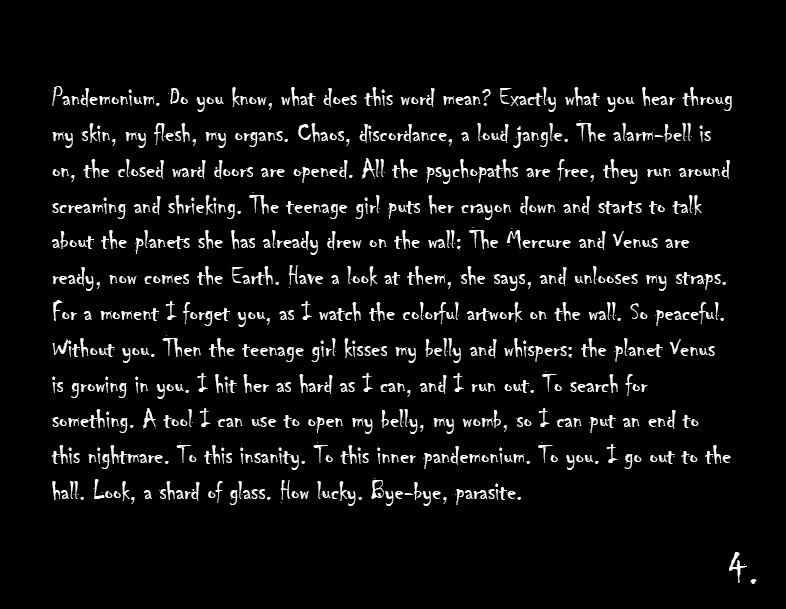 Pandemonium. Do you know, what does this word mean? Exactly what you hear throug
my skin, my flesh, my organs. Chaos, discordance, a loud jangle. The alarm-bell is
on, the closed ward doors are opened. All the psychopaths are free, they run around
screaming and shrieking. The teenage girl puts her crayon down and starts to talk
about the planets she has already drew on the wall: The Mercure and Venus are
ready, now comes the Earth. Have a look at them, she says, and unlooses my straps.
For a moment I forget you, as I watch the colorful artwork on the wall. So peaceful.
Without you. Then the teenage girl kisses my belly and whispers: the planet Venus
is growing in you. I hit her as hard as I can, and I run out. To search for
something. A tool I can use to open my belly, my womb, so I can put an end to
this nightmare. To this insanity. To this inner pandemonium. To you. I go out to the
hall. Look, a shard of glass. How lucky. Bye-bye, parasite.
4.